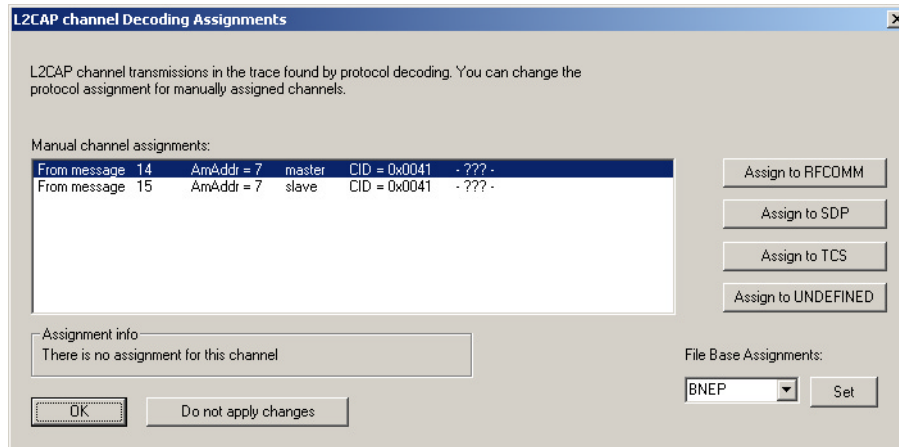 L2CAP channel Decoding Assignments
L2CAP channel transmissions in the trace found by protocol decoding. You can change the
protocol assignment for manually assigned channels.
Manual channel assignments:
From message 14 AmAddr = 7 master CID = 0x0041 - ??? -
From message 15 AmAddr = 7 slave CID = 0x0041 - ??? -
Assign to RFCOMM
Assign to SDP
Assign to TCS
Assign to UNDEFINED
Assignment info
There is no assignment for this channel
File Base Assignments:
BNEP
Set
OK
Do not apply changes